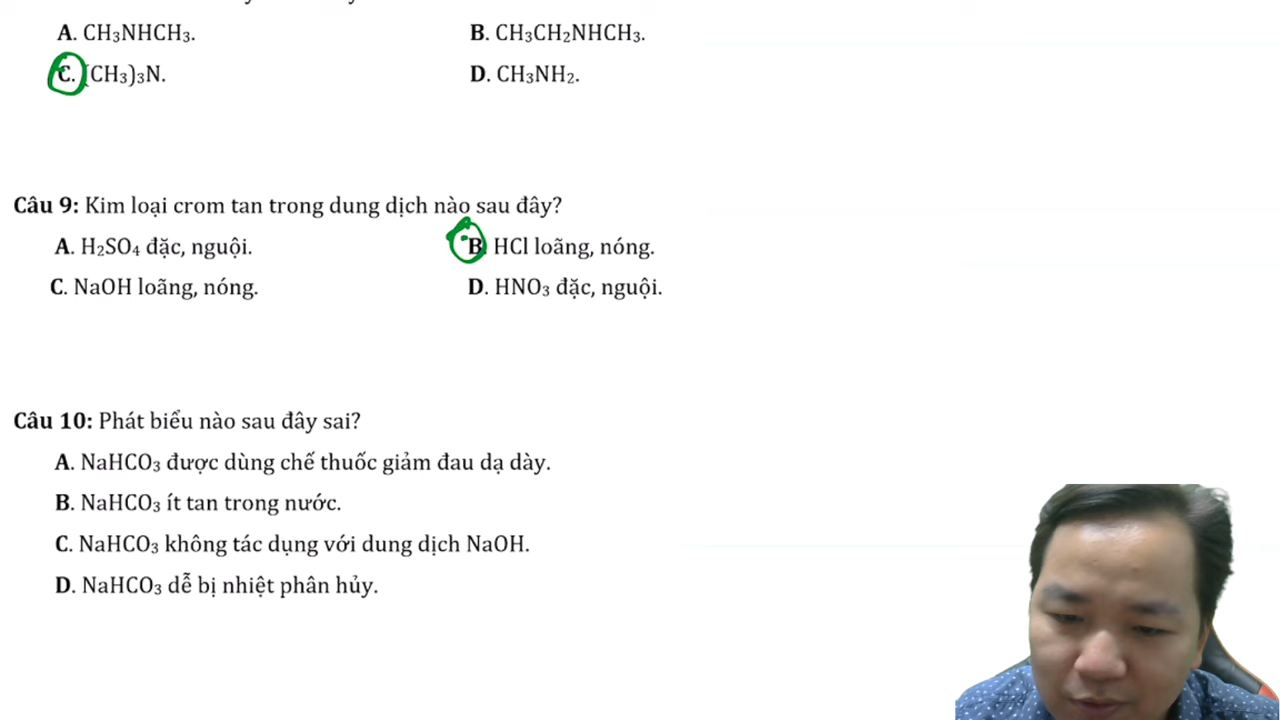 A. CH₃NHCH₃.
B. CH₃CH₂NHCH₃.
C. (CH₃)₃N.
D. CH₃NH₂.
Câu 9: Kim loại crom tan trong dung dịch nào sau đây?
A. H₂SO₄ đặc, nguội.
B. HCl loãng, nóng.
C. NaOH loãng, nóng.
D. HNO₃ đặc, nguội.
Câu 10: Phát biểu nào sau đây sai?
A. NaHCO₃ được dùng chế thuốc giảm đau dạ dày.
B. NaHCO₃ ít tan trong nước.
C. NaHCO₃ không tác dụng với dung dịch NaOH.
D. NaHCO₃ dễ bị nhiệt phân hủy.